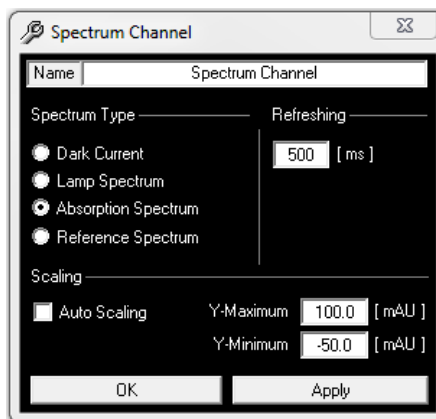 Spectrum Channel
Name Spectrum Channel
Spectrum Type Refreshing
Dark Current 500 [ ms ]
Lamp Spectrum
Absorption Spectrum
Reference Spectrum
Scaling
Auto Scaling Y-Maximum 100.0 [ mAU ]
Y-Minimum -50.0 [ mAU ]
OK Apply